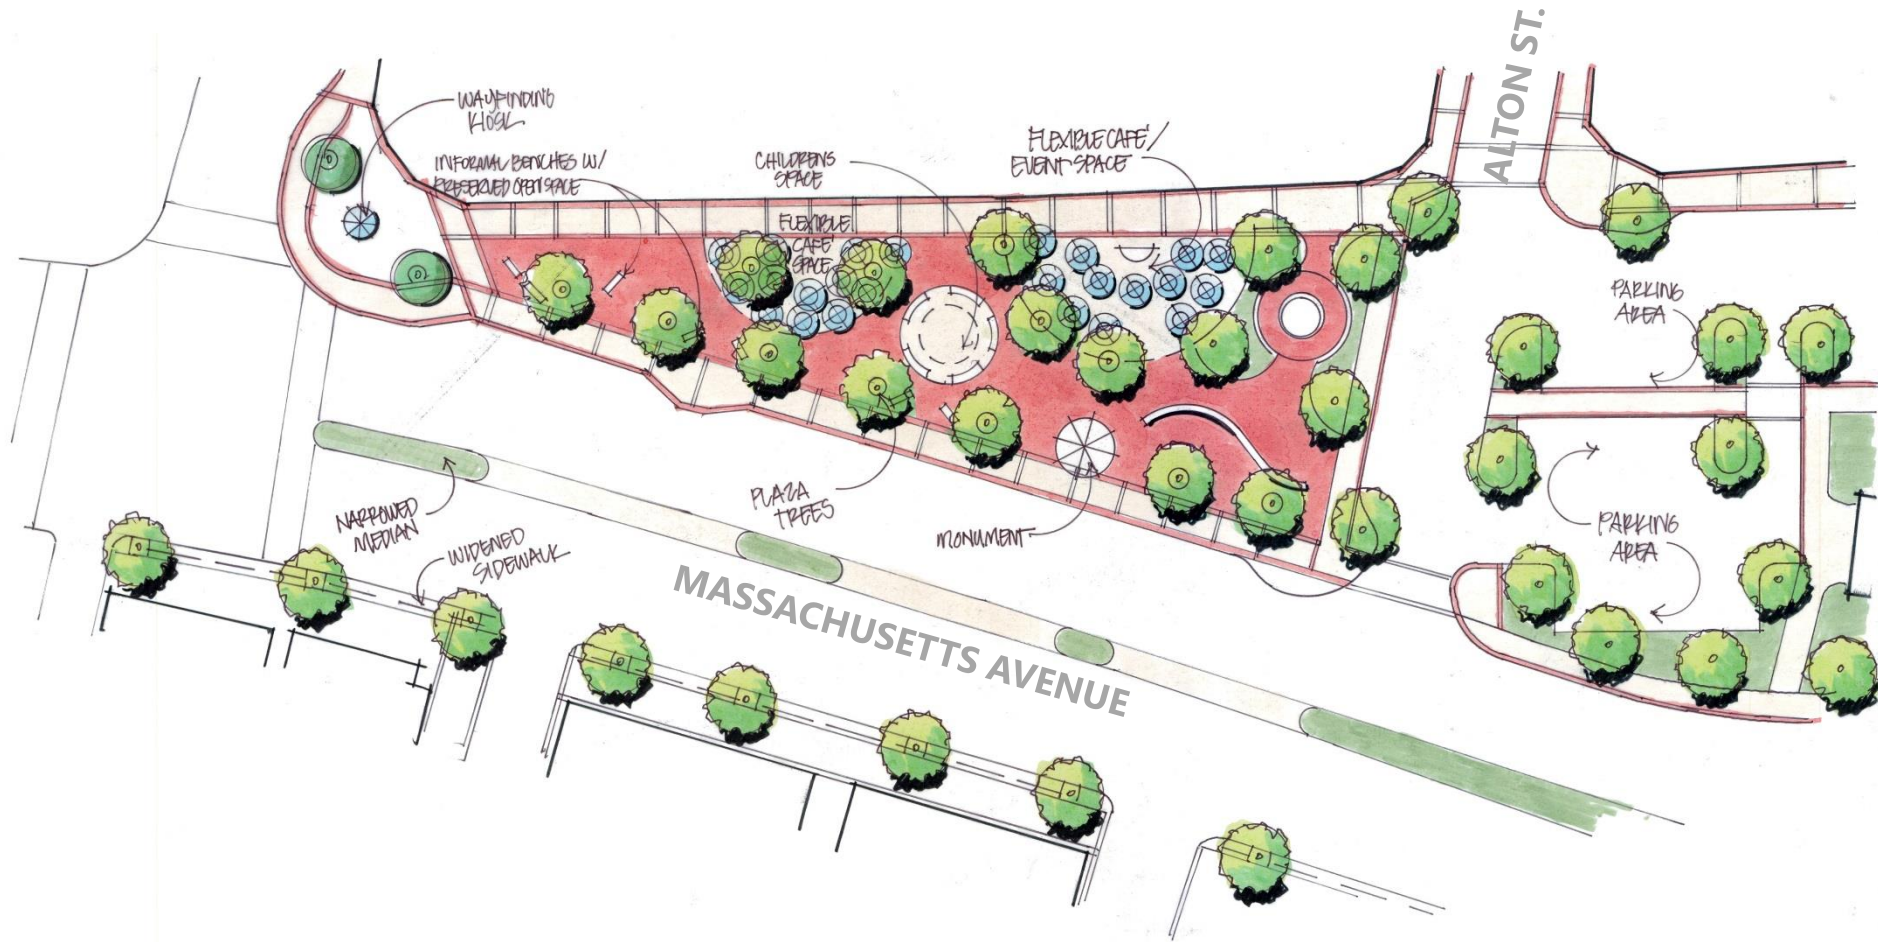 ALTON ST.
WAYFINDING
KIOSK
INFORMAL BENCHES W/
PRESERVED OPEN SPACE
CHILDRENS
SPACE
FLEXIBLE CAFE'/
EVENT SPACE
FLEXIBLE
CAFE'
SPACE
PARKING
AREA
PLAZA
TREES
MONUMENT
PARKING
AREA
NARROWED
MEDIAN
WIDENED
SIDEWALK
MASSACHUSETTS AVENUE